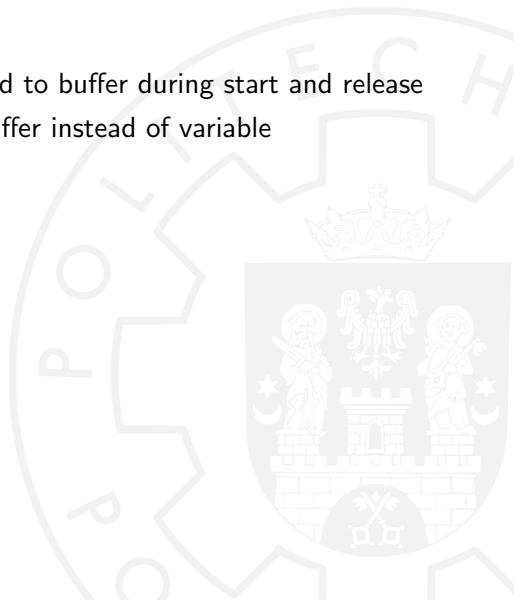 d to buffer during start and release
ffer instead of variable
P O L I T E C H
P O